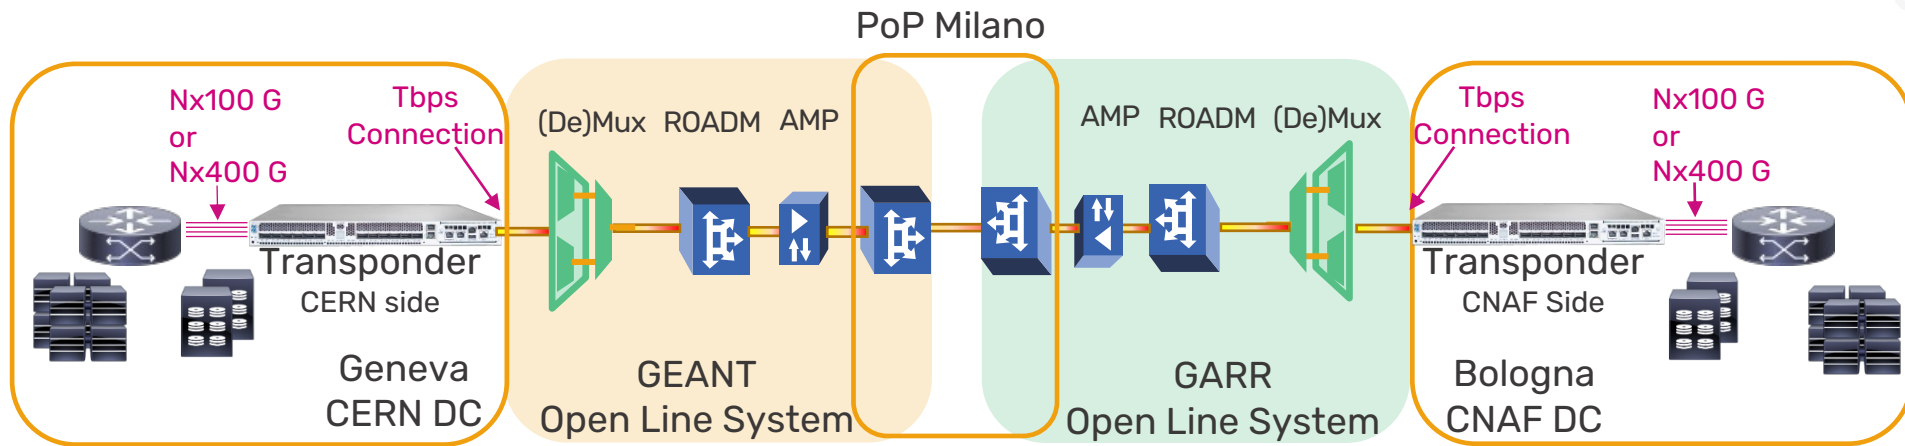 PoP Milano
Nx100 G
or
Nx400 G
Tbps
Connection
(De)Mux
ROADM
AMP
AMP
ROADM
(De)Mux
Tbps
Connection
Nx100 G
or
Nx400 G
Transponder
CERN side
Geneva
CERN DC
GEANT
Open Line System
GARR
Open Line System
Transponder
CNAF Side
Bologna
CNAF DC